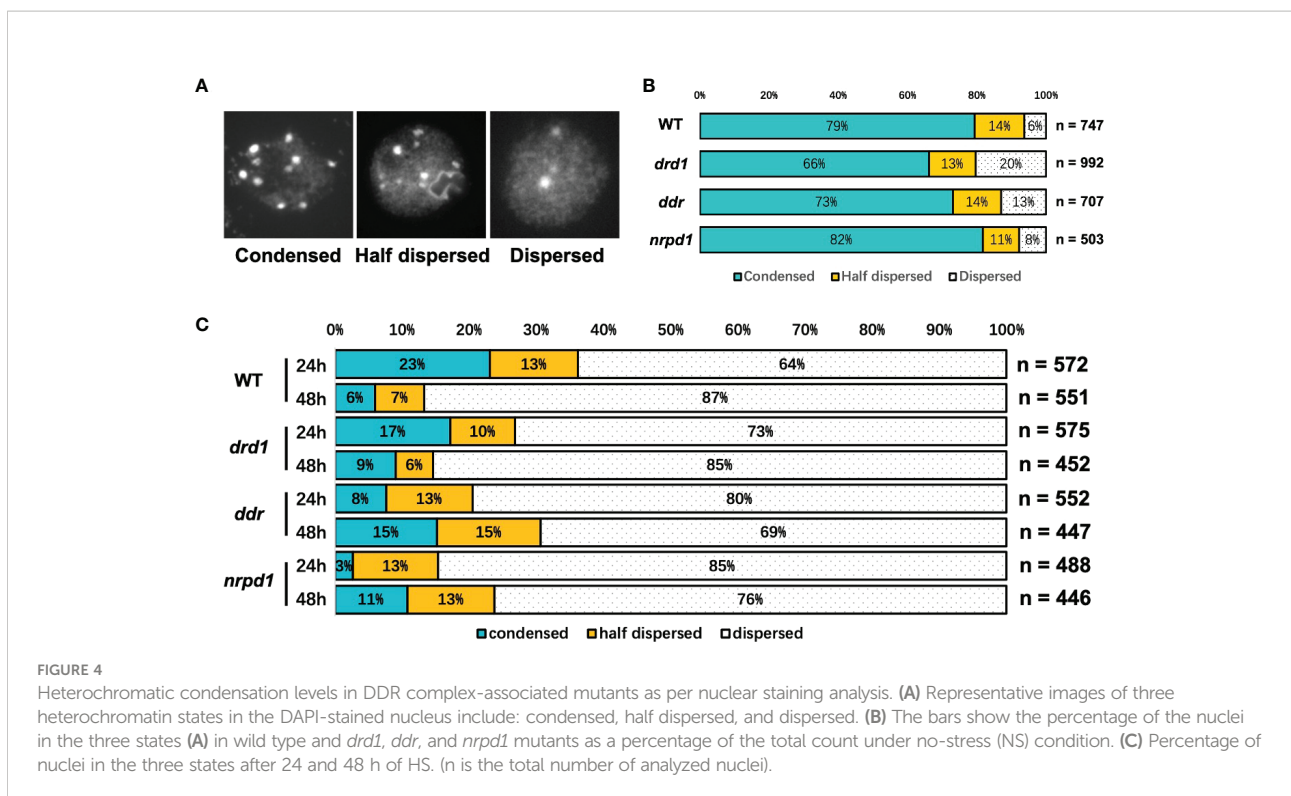 A
Condensed Half dispersed Dispersed
B
0% 20% 40% 60% 80% 100%
WT 79% 14% 6% n = 747
drd1 66% 13% 20% n = 992
ddr 73% 14% 13% n = 707
nrpd1 82% 11% 8% n = 503
Condensed Half dispersed Dispersed
C
0% 10% 20% 30% 40% 50% 60% 70% 80% 90% 100%
WT
24h 23% 13% 64% n = 572
48h 6% 7% 87% n = 551
drd1
24h 17% 10% 73% n = 575
48h 9% 6% 85% n = 452
ddr
24h 8% 13% 80% n = 552
48h 15% 15% 69% n = 447
nrpd1
24h 3% 13% 85% n = 488
48h 11% 13% 76% n = 446
condensed half dispersed dispersed
FIGURE 4
Heterochromatic condensation levels in DDR complex-associated mutants as per nuclear staining analysis. (A) Representative images of three
heterochromatin states in the DAPI-stained nucleus include: condensed, half dispersed, and dispersed. (B) The bars show the percentage of the nuclei
in the three states (A) in wild type and drd1, ddr, and nrpd1 mutants as a percentage of the total count under no-stress (NS) condition. (C) Percentage of
nuclei in the three states after 24 and 48 h of HS. (n is the total number of analyzed nuclei).